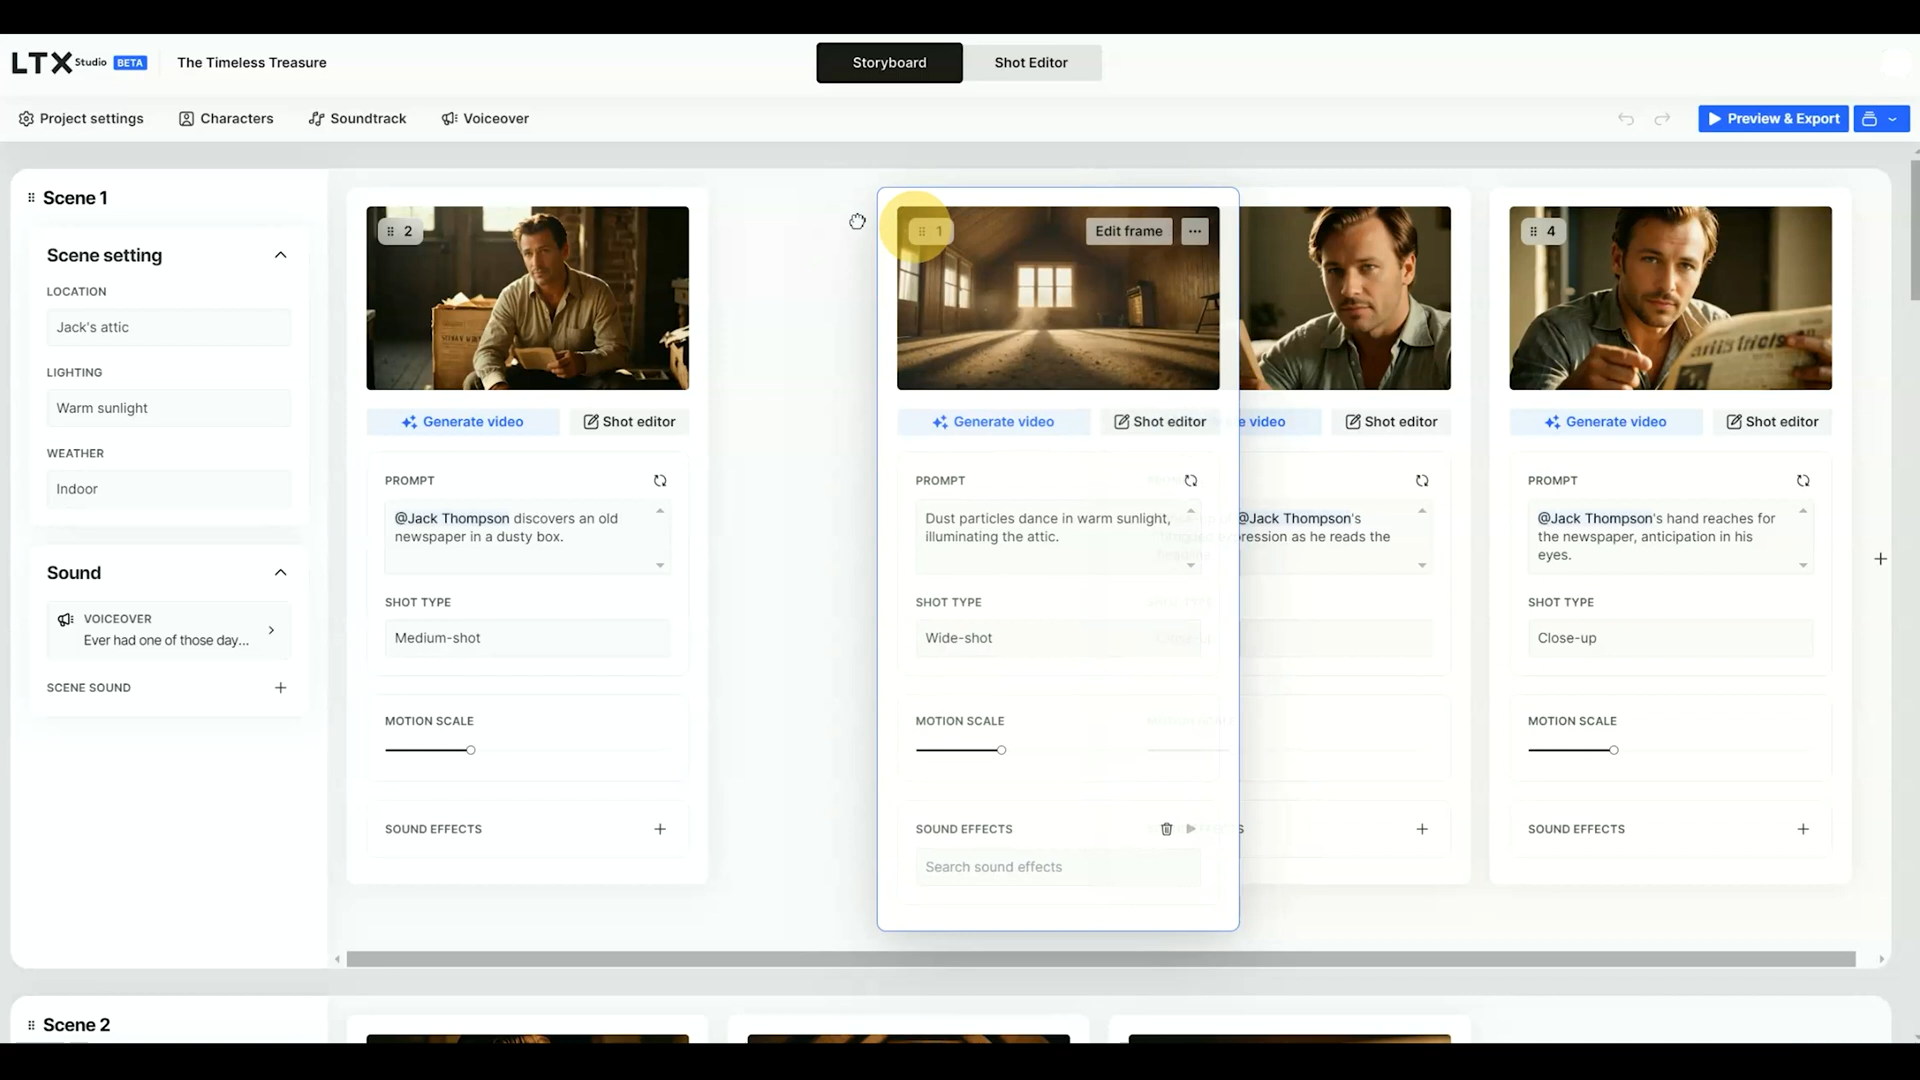 LTX Studio BETA
The Timeless Treasure
Storyboard
Shot Editor
Project settings
Characters
Soundtrack
Voiceover
Preview & Export
Scene 1
Scene setting
LOCATION
Jack's attic
LIGHTING
Warm sunlight
WEATHER
Indoor
Sound
VOICEOVER
Ever had one of those day...
SCENE SOUND
2
Generate video
Shot editor
PROMPT
@Jack Thompson discovers an old
newspaper in a dusty box.
SHOT TYPE
Medium-shot
MOTION SCALE
SOUND EFFECTS
1
Edit frame
Generate video
Shot editor
PROMPT
Dust particles dance in warm sunlight,
illuminating the attic.
SHOT TYPE
Wide-shot
MOTION SCALE
SOUND EFFECTS
Search sound effects
e video
Shot editor
@Jack Thompson's
ression as he reads the
4
Generate video
Shot editor
PROMPT
@Jack Thompson's hand reaches for
the newspaper, anticipation in his
eyes.
SHOT TYPE
Close-up
MOTION SCALE
SOUND EFFECTS
Scene 2